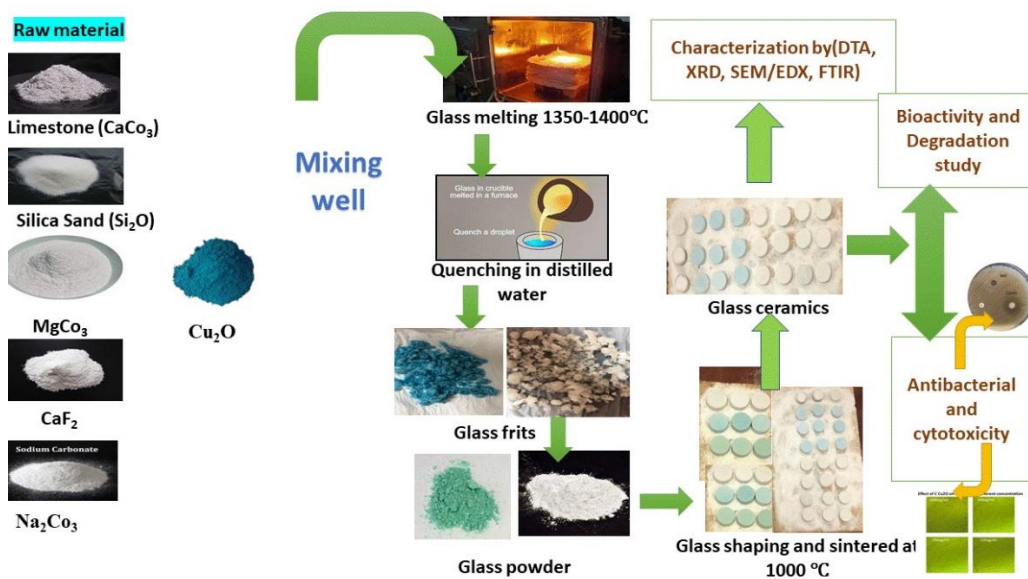 Raw material
Limestone (CaCo₃)
Silica Sand (Si₂O)
MgCo₃
Cu₂O
CaF₂
Sodium Carbonate
Na₂Co₃
Mixing
well
Glass melting 1350-1400℃
Glass in crucible
melted in a furnace
Quench a droplet
Quenching in distilled
water
Glass frits
Glass powder
Glass shaping and sintered at
1000 ℃
Glass ceramics
Characterization by(DTA,
XRD, SEM/EDX, FTIR)
Bioactivity and
Degradation
study
Antibacterial
and
cytotoxicity